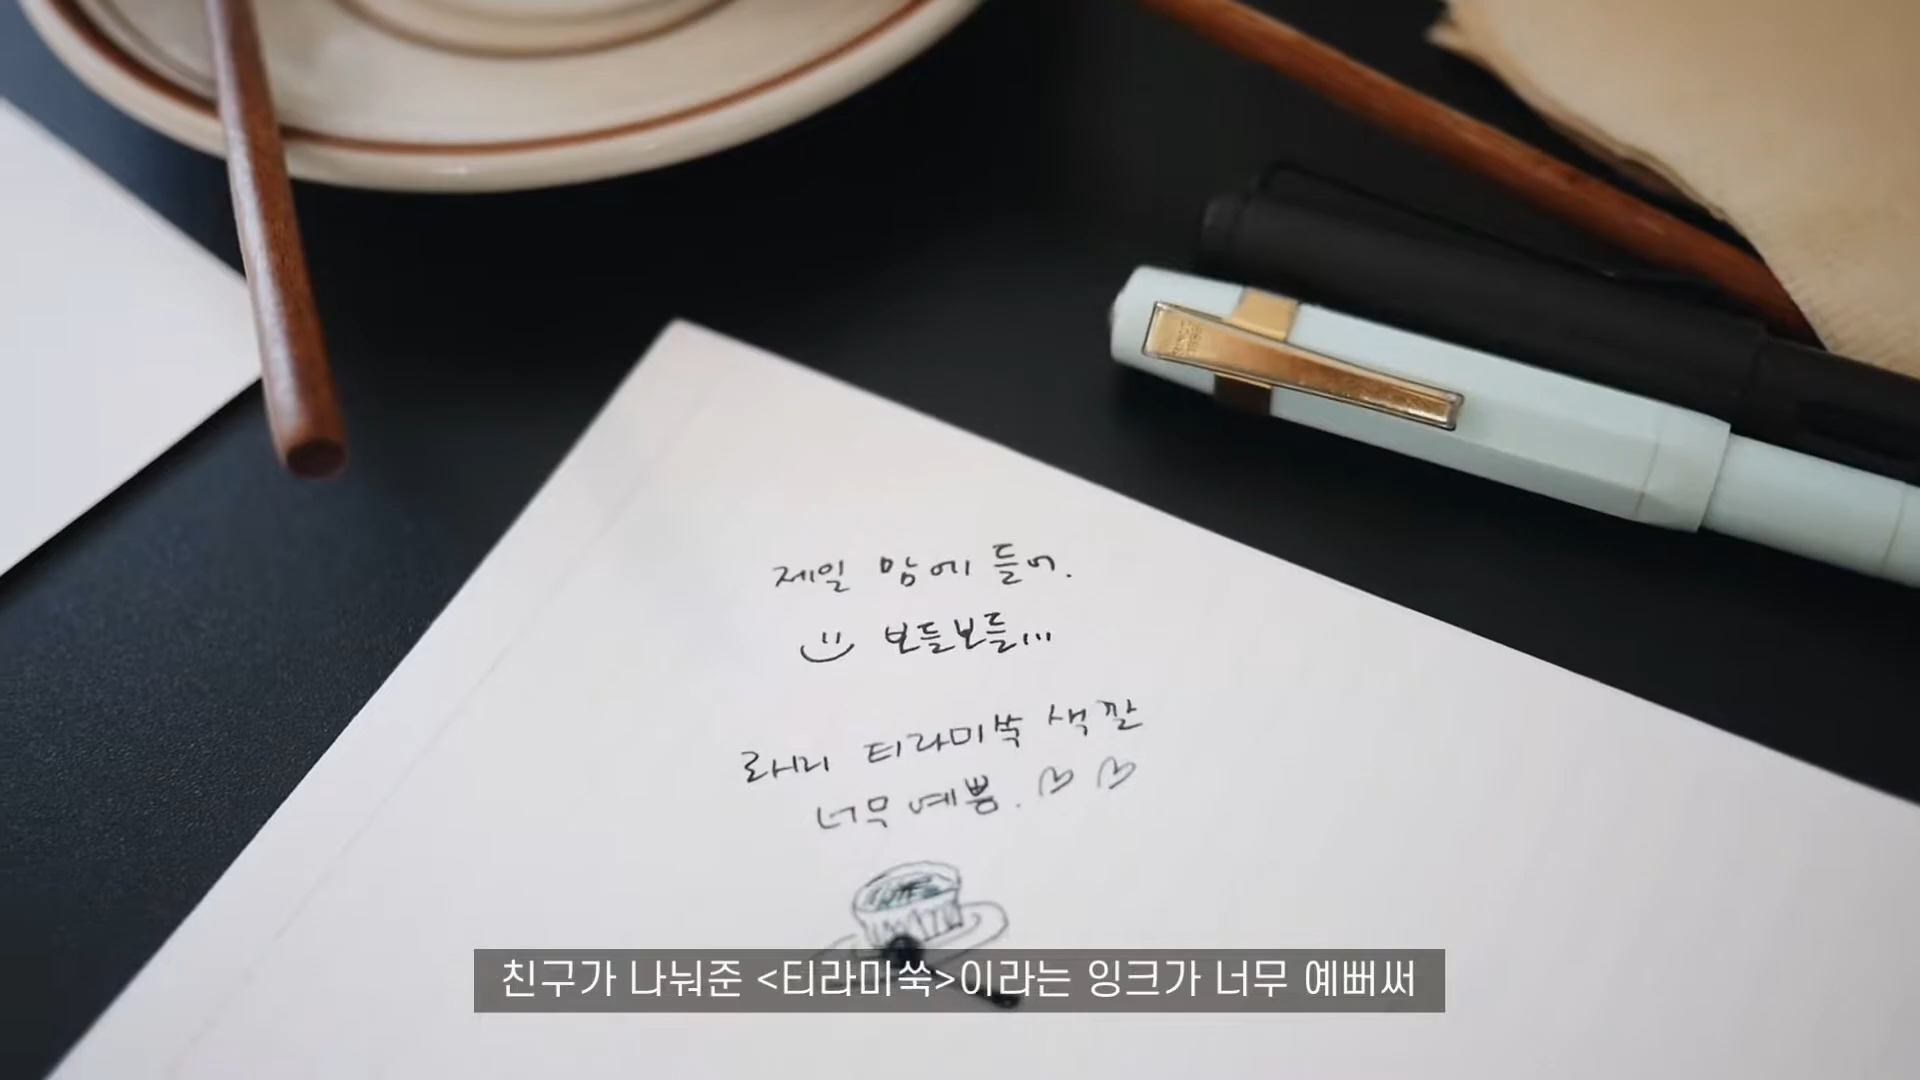 제일 맘에 들어.
보들보들...
티라미쑥 색깔
너무 예쁨. ♡ ♡
친구가 나눠준 <티라미쑥>이라는 잉크가 너무 예뻐써